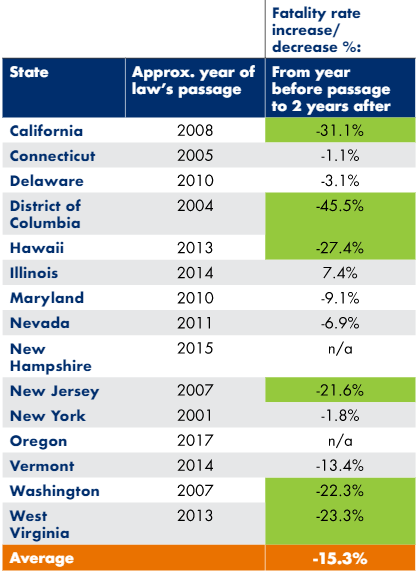 Fatality rate
increase/
decrease %:
State
Approx. year of
law's passage
From year
before passage
to 2 years after
California 2008 -31.1%
Connecticut 2005 -1.1%
Delaware 2010 -3.1%
District of 2004 -45.5%
Columbia
Hawaii 2013 -27.4%
Illinois 2014 7.4%
Maryland 2010 -9.1%
Nevada 2011 -6.9%
New 2015 n/a
Hampshire
New Jersey 2007 -21.6%
New York 2001 -1.8%
Oregon 2017 n/a
Vermont 2014 -13.4%
Washington 2007 -22.3%
West 2013 -23.3%
Virginia
Average -15.3%